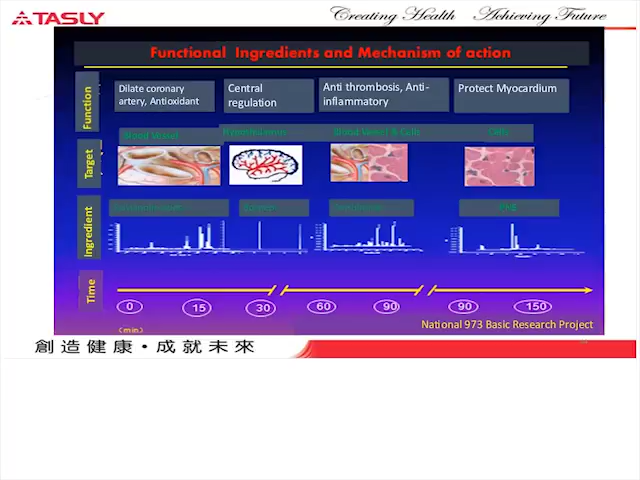 TASLY
Creating Health Achieving Future
Functional Ingredients and Mechanism of action
Function
Dilate coronary
artery, Antioxidant
Central
regulation
Anti thrombosis, Anti-
inflammatory
Protect Myocardium
Target
Blood Vessel
Hypothalamus
Blood Vessel & Cells
Cells
Ingredient
Time
0
15
30
60
90
90
150
(min)
National 973 Basic Research Project
創造健康·成就未來